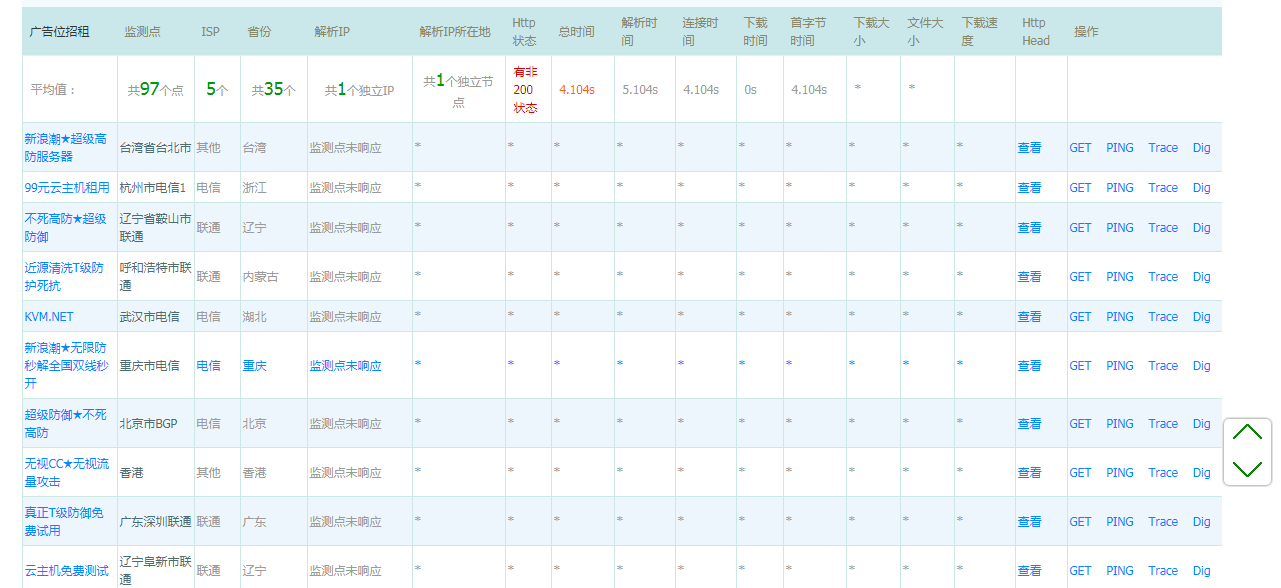 广告位招租 监测点 ISP 省份 解析IP 解析IP所在地 Http状态 总时间 解析时间 连接时间 下载时间 首字节时间 下载大小 文件大小 下载速度 Http Head 操作
平均值： 共97个点 5个 共35个 共1个独立IP 共1个独立节点 有非200状态 4.104s 5.104s 4.104s 0s 4.104s * *
新浪潮★超级高防服务器 台湾省台北市 其他 台湾 监测点未响应 * * * * * * * * * * 查看 GET PING Trace Dig
99元云主机租用 杭州市电信1 电信 浙江 监测点未响应 * * * * * * * * * * 查看 GET PING Trace Dig
不死高防★超级防御 辽宁省鞍山市联通 联通 辽宁 监测点未响应 * * * * * * * * * * 查看 GET PING Trace Dig
近源清洗T级防护死抗 呼和浩特市联通 联通 内蒙古 监测点未响应 * * * * * * * * * * 查看 GET PING Trace Dig
KVM.NET 武汉市电信 电信 湖北 监测点未响应 * * * * * * * * * * 查看 GET PING Trace Dig
新浪潮★无限防秒解全国双线秒开 重庆市电信 电信 重庆 监测点未响应 * * * * * * * * * * 查看 GET PING Trace Dig
超级防御★不死高防 北京市BGP 电信 北京 监测点未响应 * * * * * * * * * * 查看 GET PING Trace Dig
无视CC★无视流量攻击 香港 其他 香港 监测点未响应 * * * * * * * * * * 查看 GET PING Trace Dig
真正T级防御免费试用 广东深圳联通 联通 广东 监测点未响应 * * * * * * * * * * 查看 GET PING Trace Dig
云主机免费测试 辽宁阜新市联通 联通 辽宁 监测点未响应 * * * * * * * * * * 查看 GET PING Trace Dig